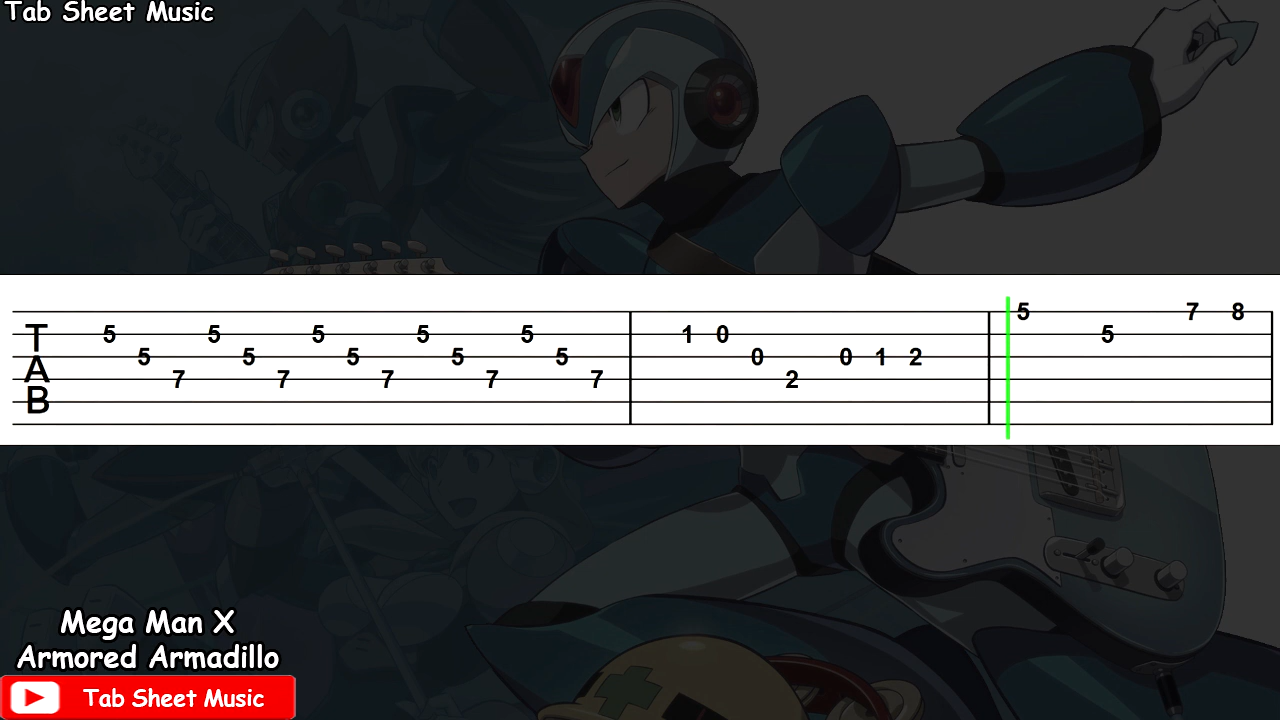 Tab Sheet Music
5 5 7 5 5 7 5 5 7 5 5 7 5 5 7 1 0 0 2 0 1 2 5 5 7 8
T
A
B
Mega Man X
Armored Armadillo
Tab Sheet Music